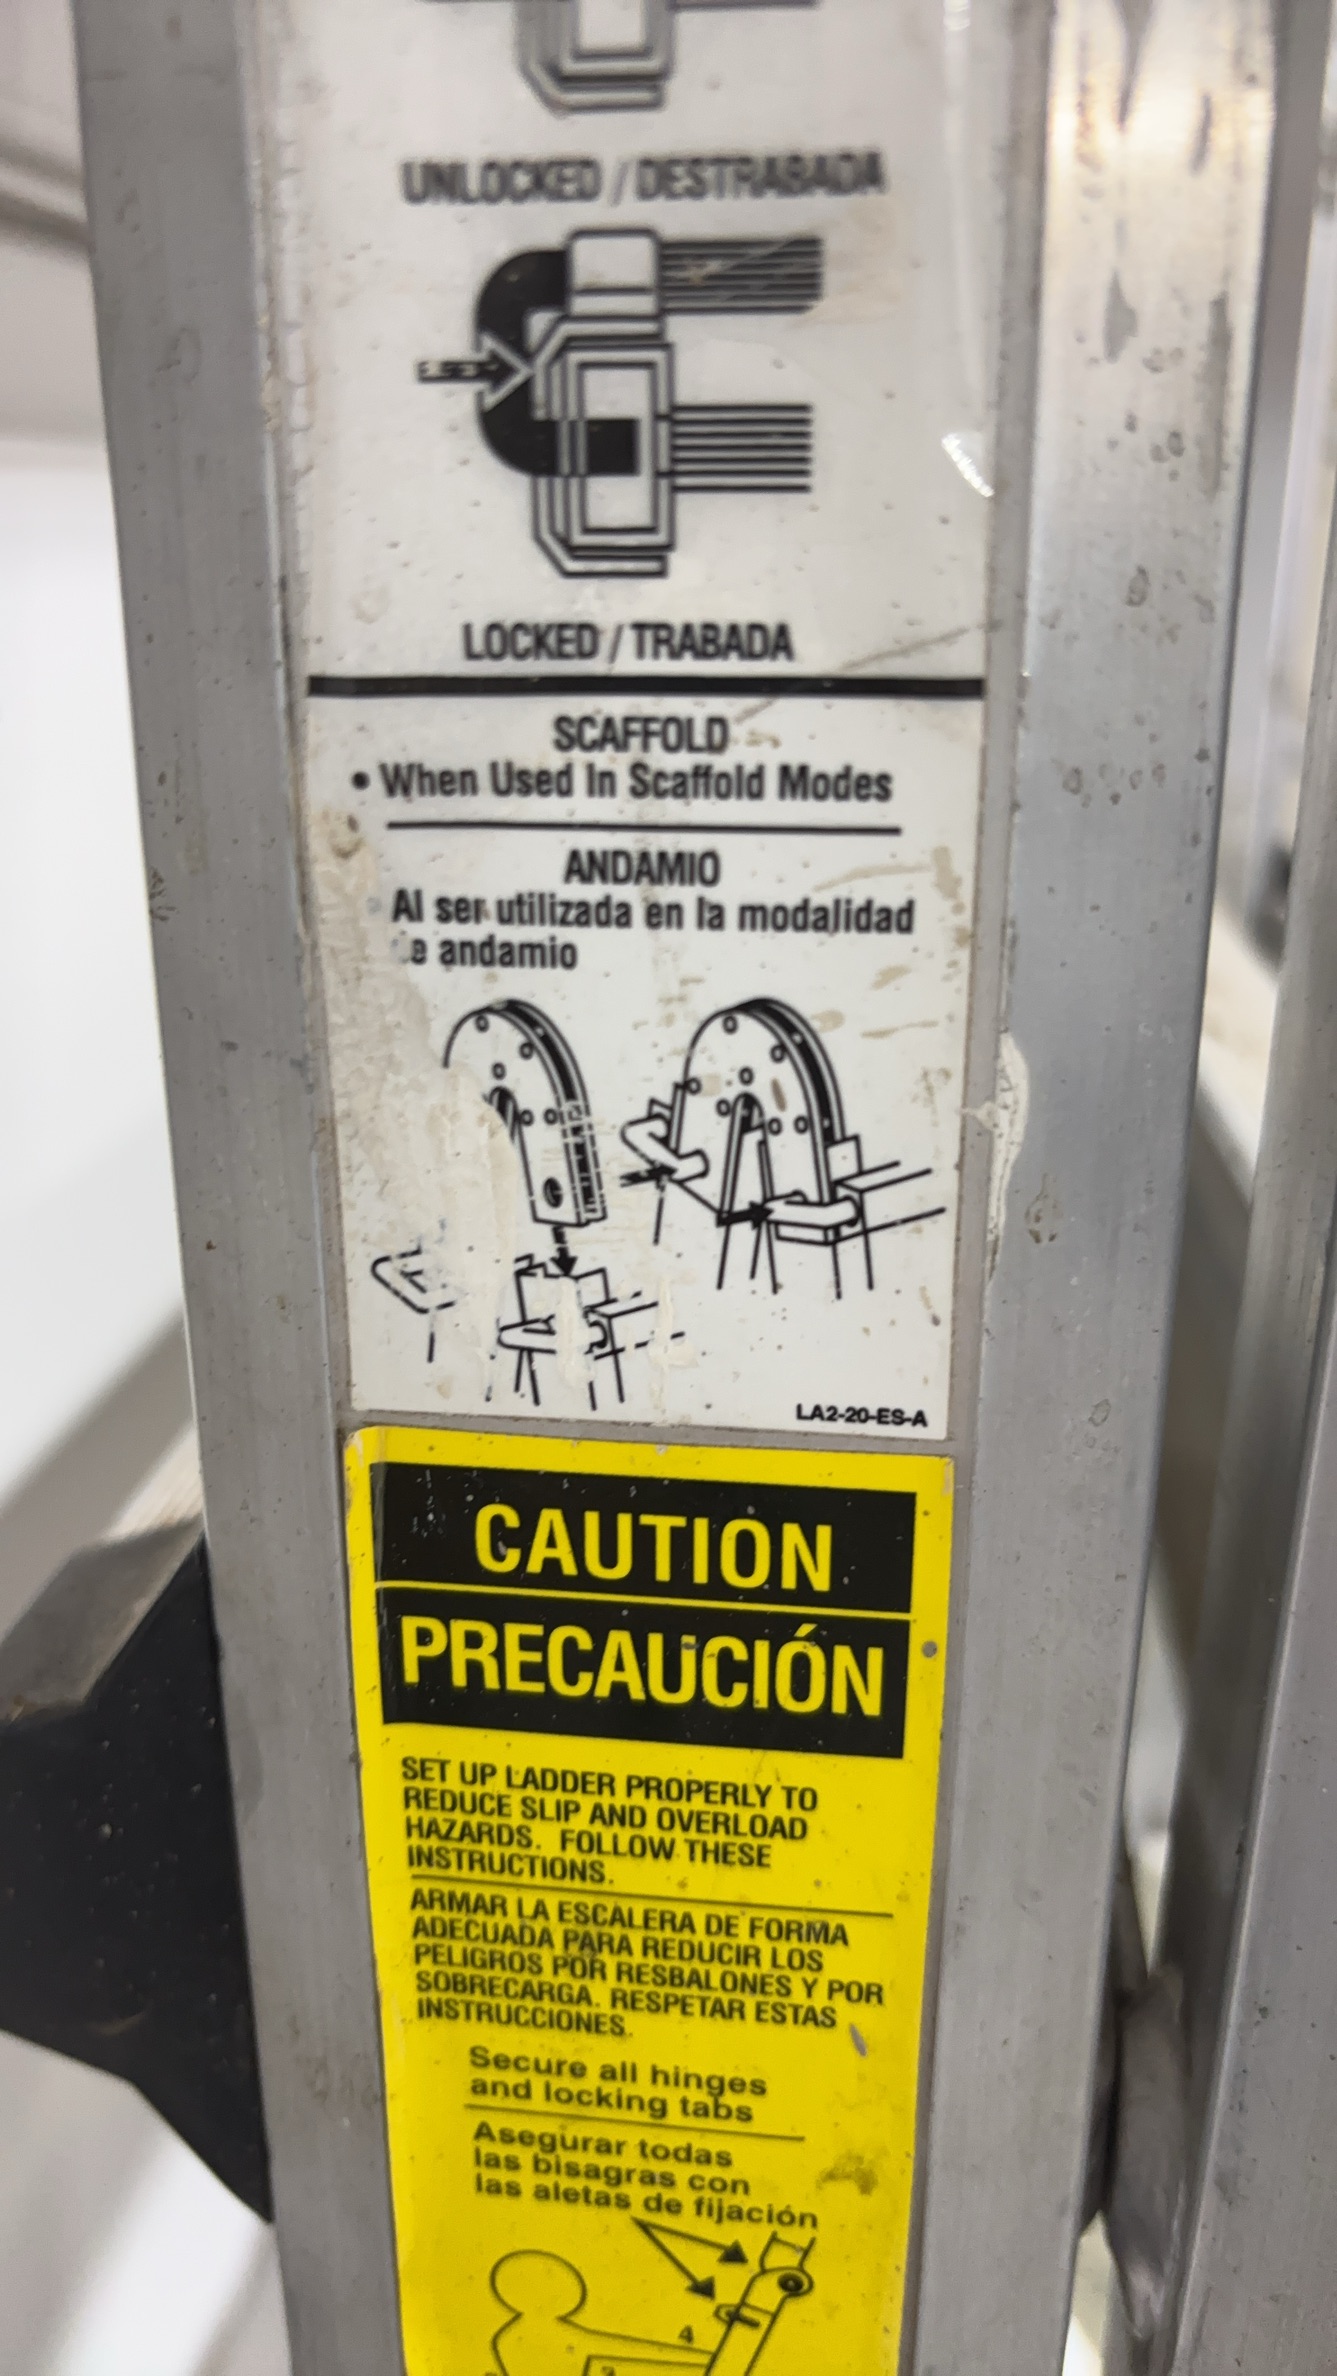 UNLOCKED / DESTRABADA
LOCKED / TRABADA
SCAFFOLD
• When Used In Scaffold Modes
ANDAMIO
Al ser utilizada en la modalidad
e andamio
LA2-20-ES-A
CAUTION
PRECAUCIÓN
SET UP LADDER PROPERLY TO
REDUCE SLIP AND OVERLOAD
HAZARDS. FOLLOW THESE
INSTRUCTIONS.
ARMAR LA ESCALERA DE FORMA
ADECUADA PARA REDUCIR LOS
PELIGROS POR RESBALONES Y POR
SOBRECARGA. RESPETAR ESTAS
INSTRUCCIONES.
Secure all hinges
and locking tabs
Asegurar todas
las bisagras con
las aletas de fijación
4